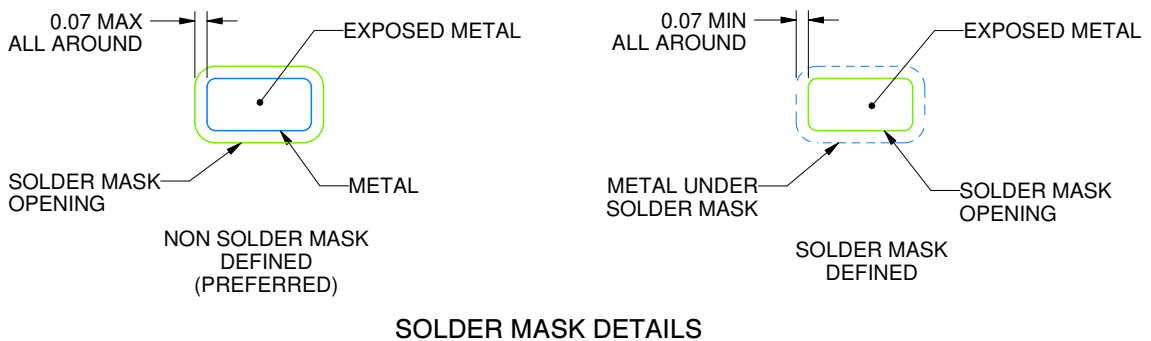 0.07 MAX
ALL AROUND
EXPOSED METAL
SOLDER MASK
OPENING
METAL
NON SOLDER MASK
DEFINED
(PREFERRED)
0.07 MIN
ALL AROUND
EXPOSED METAL
METAL UNDER
SOLDER MASK
SOLDER MASK
OPENING
SOLDER MASK
DEFINED
SOLDER MASK DETAILS